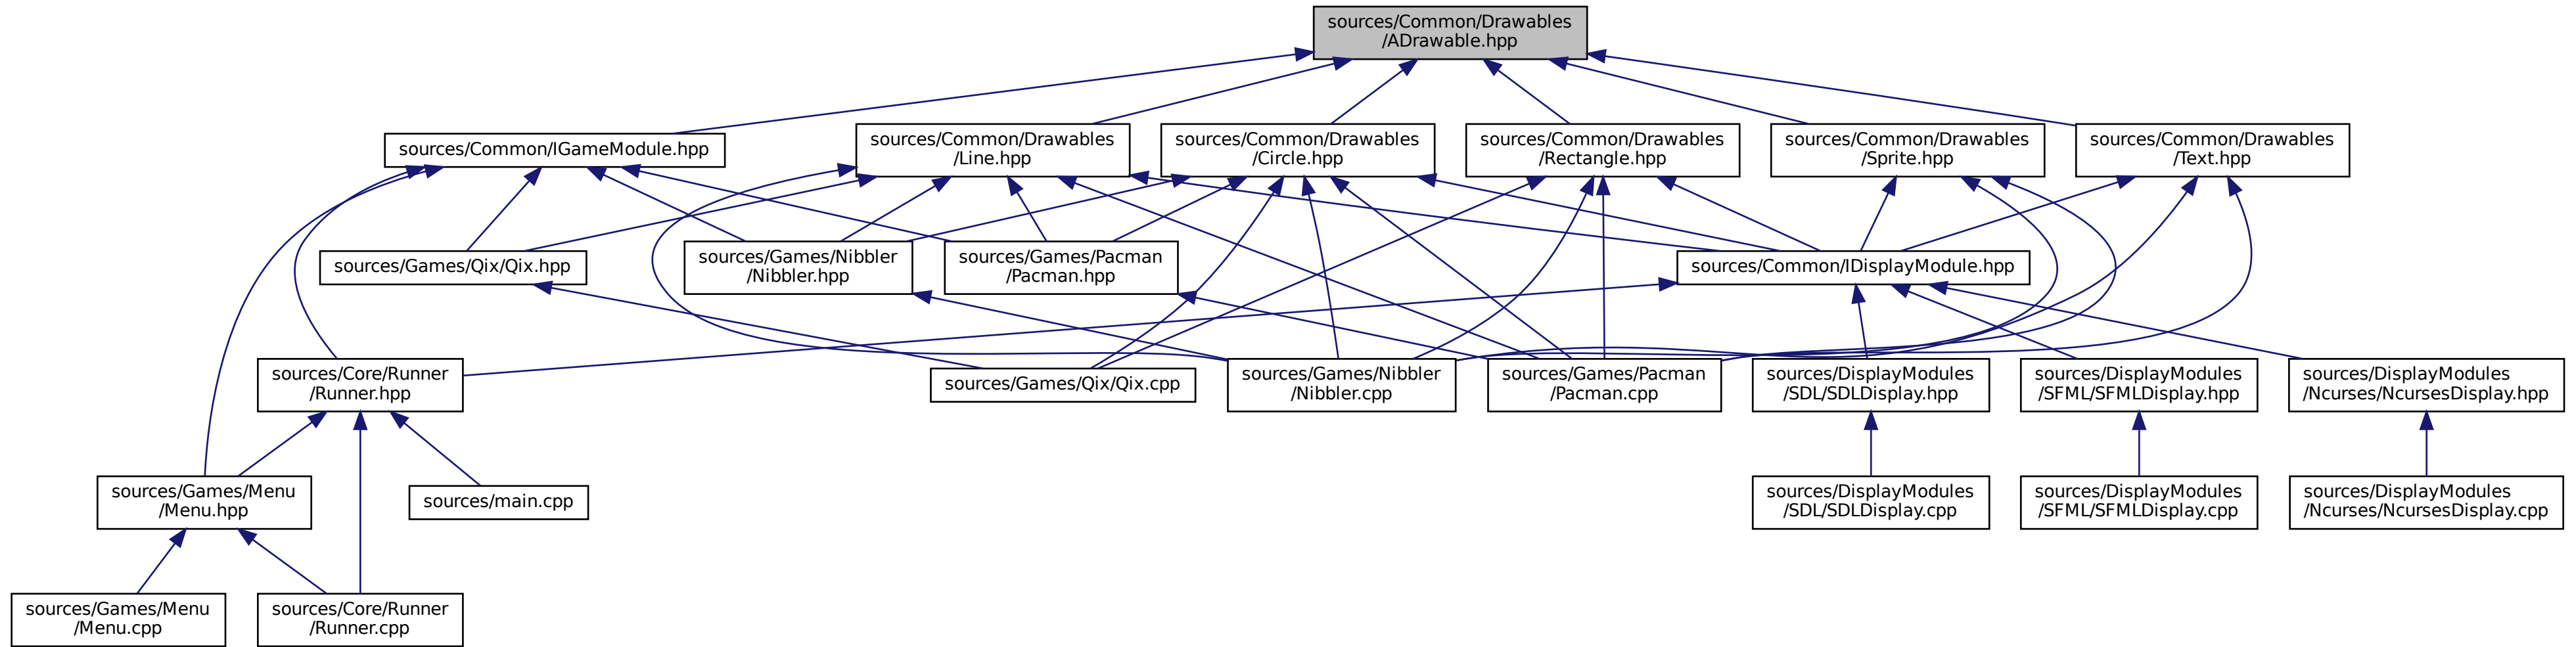 sources/Common/Drawables
/ADrawable.hpp
sources/Common/IGameModule.hpp
sources/Common/Drawables
/Line.hpp
sources/Common/Drawables
/Circle.hpp
sources/Common/Drawables
/Rectangle.hpp
sources/Common/Drawables
/Sprite.hpp
sources/Common/Drawables
/Text.hpp
sources/Games/Qix/Qix.hpp
sources/Games/Nibbler
/Nibbler.hpp
sources/Games/Pacman
/Pacman.hpp
sources/Common/IDisplayModule.hpp
sources/Core/Runner
/Runner.hpp
sources/Games/Qix/Qix.cpp
sources/Games/Nibbler
/Nibbler.cpp
sources/Games/Pacman
/Pacman.cpp
sources/DisplayModules
/SDL/SDLDisplay.hpp
sources/DisplayModules
/SFML/SFMLDisplay.hpp
sources/DisplayModules
/Ncurses/NcursesDisplay.hpp
sources/Games/Menu
/Menu.hpp
sources/main.cpp
sources/DisplayModules
/SDL/SDLDisplay.cpp
sources/DisplayModules
/SFML/SFMLDisplay.cpp
sources/DisplayModules
/Ncurses/NcursesDisplay.cpp
sources/Games/Menu
/Menu.cpp
sources/Core/Runner
/Runner.cpp